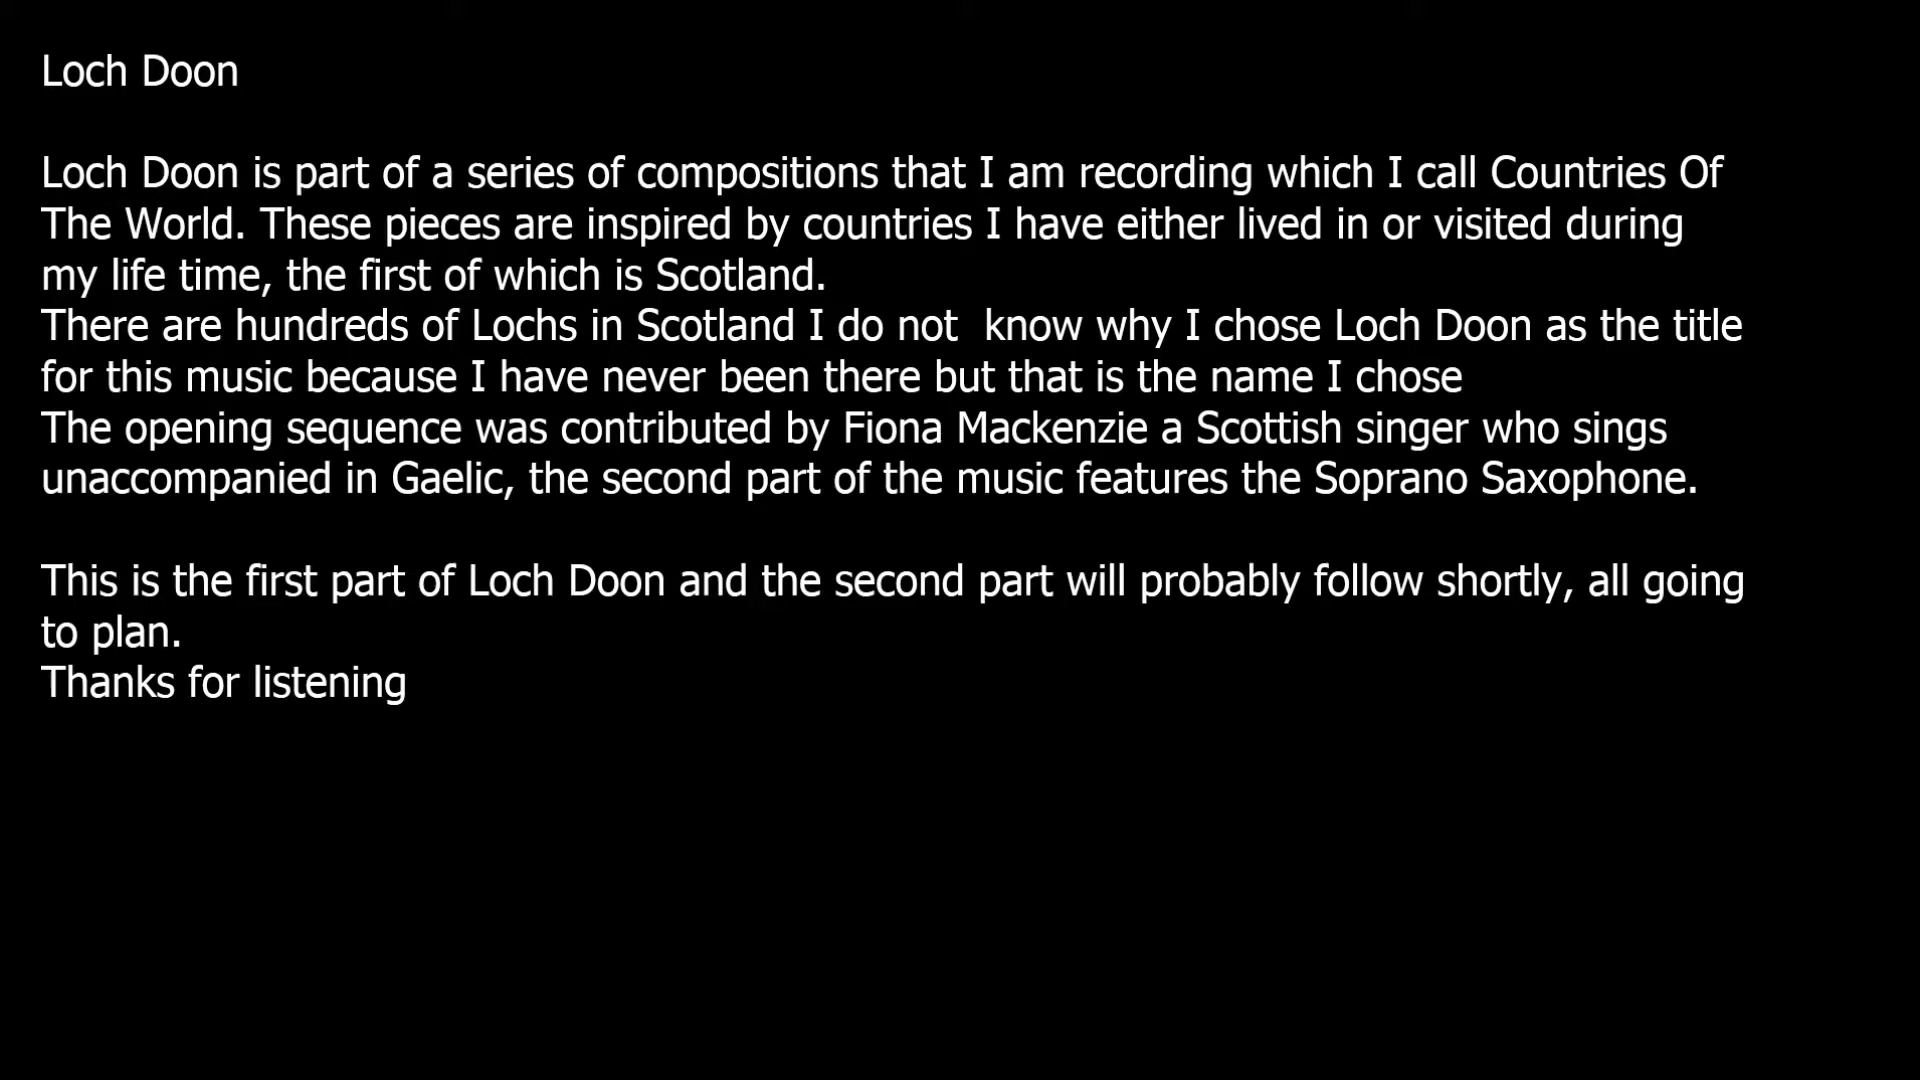 Loch Doon
Loch Doon is part of a series of compositions that I am recording which I call Countries Of
The World. These pieces are inspired by countries I have either lived in or visited during
my life time, the first of which is Scotland.
There are hundreds of Lochs in Scotland I do not  know why I chose Loch Doon as the title
for this music because I have never been there but that is the name I chose
The opening sequence was contributed by Fiona Mackenzie a Scottish singer who sings
unaccompanied in Gaelic, the second part of the music features the Soprano Saxophone.
This is the first part of Loch Doon and the second part will probably follow shortly, all going
to plan.
Thanks for listening